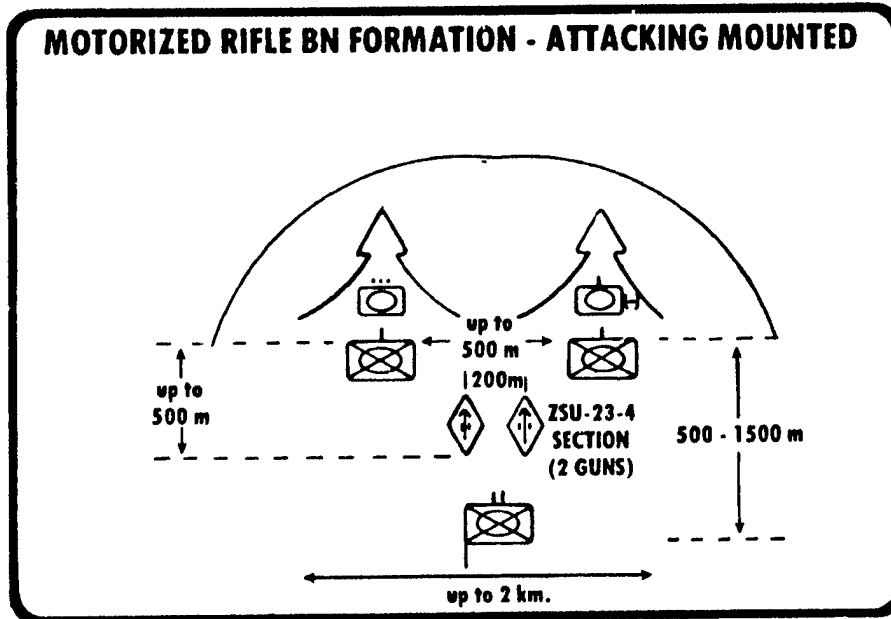 MOTORIZED RIFLE BN FORMATION - ATTACKING MOUNTED
up to
500 m
200m
up to
500 m
ZSU-23-4
SECTION
(2 GUNS)
500 - 1500 m
up to 2 km.